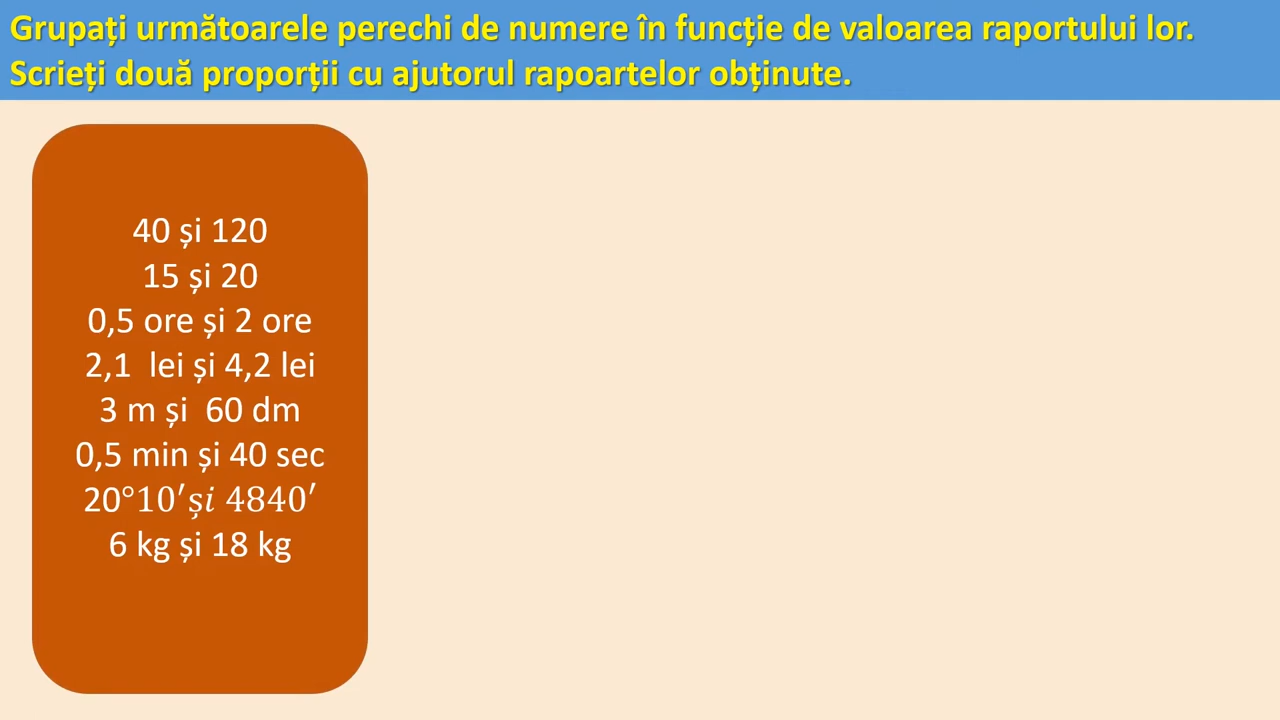 Grupați următoarele perechi de numere în funcție de valoarea raportului lor.
Scrieți două proporții cu ajutorul rapoartelor obținute.
40 și 120
15 și 20
0,5 ore și 2 ore
2,1 lei și 4,2 lei
3 m și 60 dm
0,5 min și 40 sec
20°10′și 4840′
6 kg și 18 kg